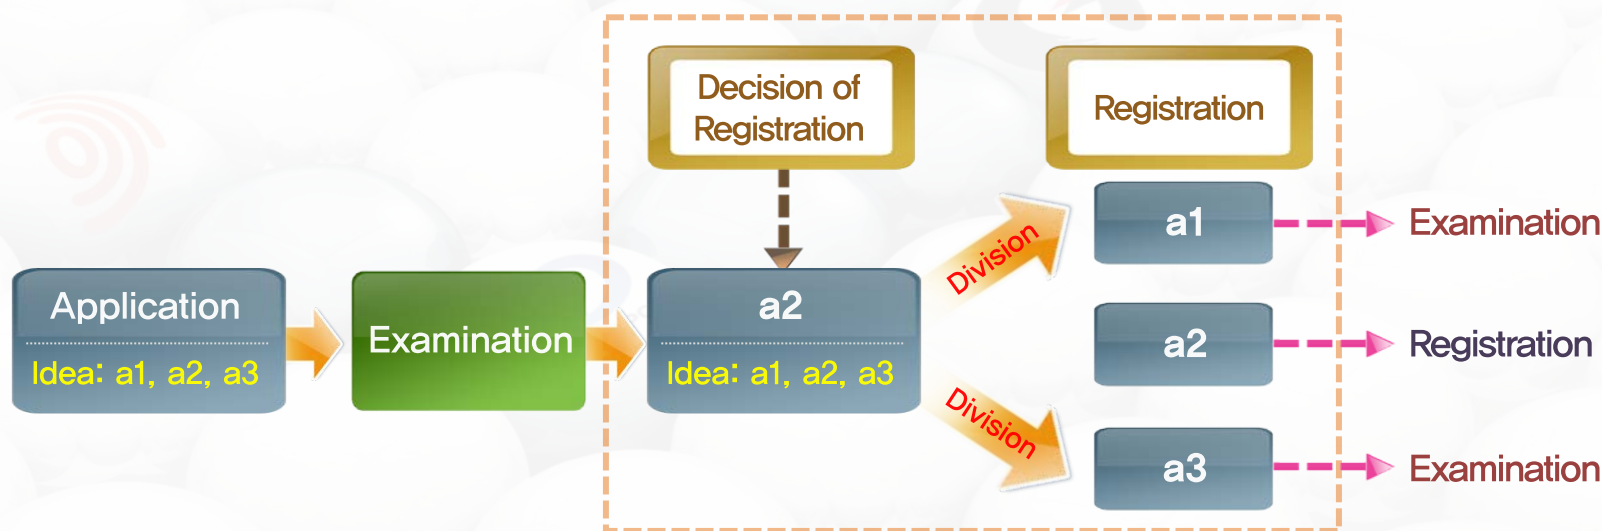 Decision of
Registration
Registration
Application
Idea: a1, a2, a3
Examination
a2
Idea: a1, a2, a3
Division
Division
a1
Examination
a2
Registration
a3
Examination